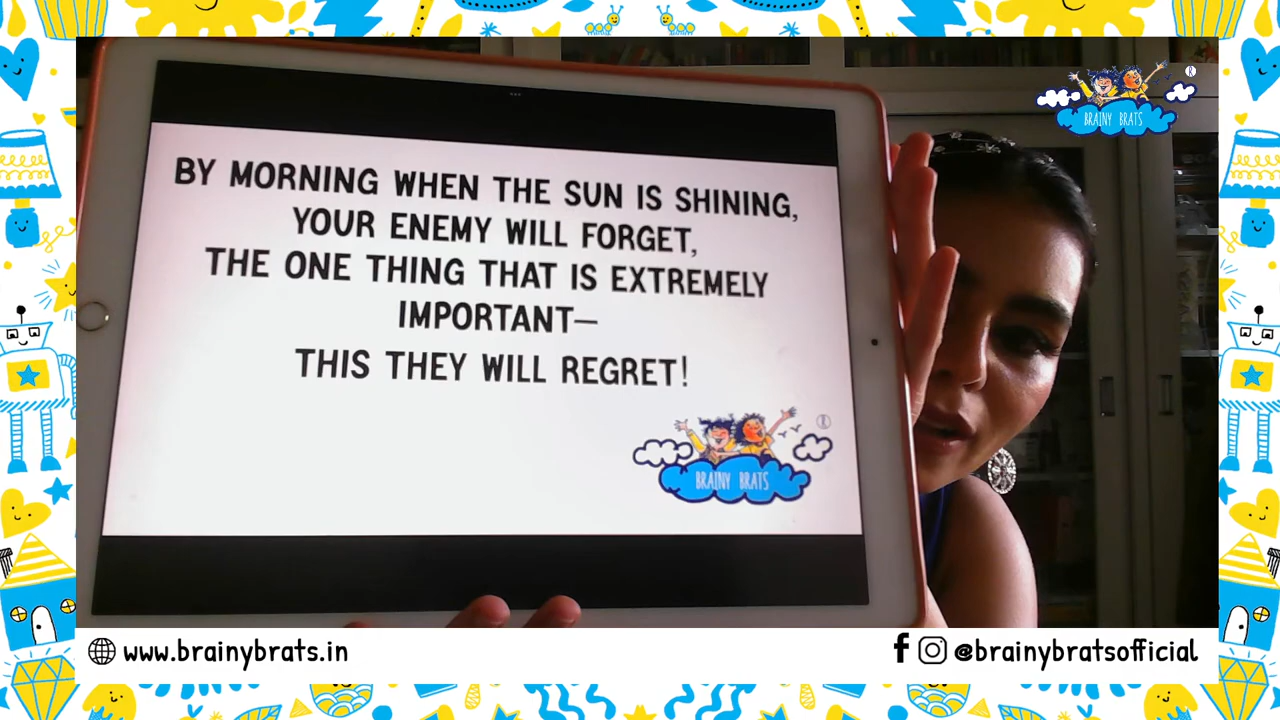 BRAINY BRATS
®
BY MORNING WHEN THE SUN IS SHINING,
YOUR ENEMY WILL FORGET,
THE ONE THING THAT IS EXTREMELY
IMPORTANT—
THIS THEY WILL REGRET!
®
BRAINY BRATS
www.brainybrats.in
@brainybratsofficial